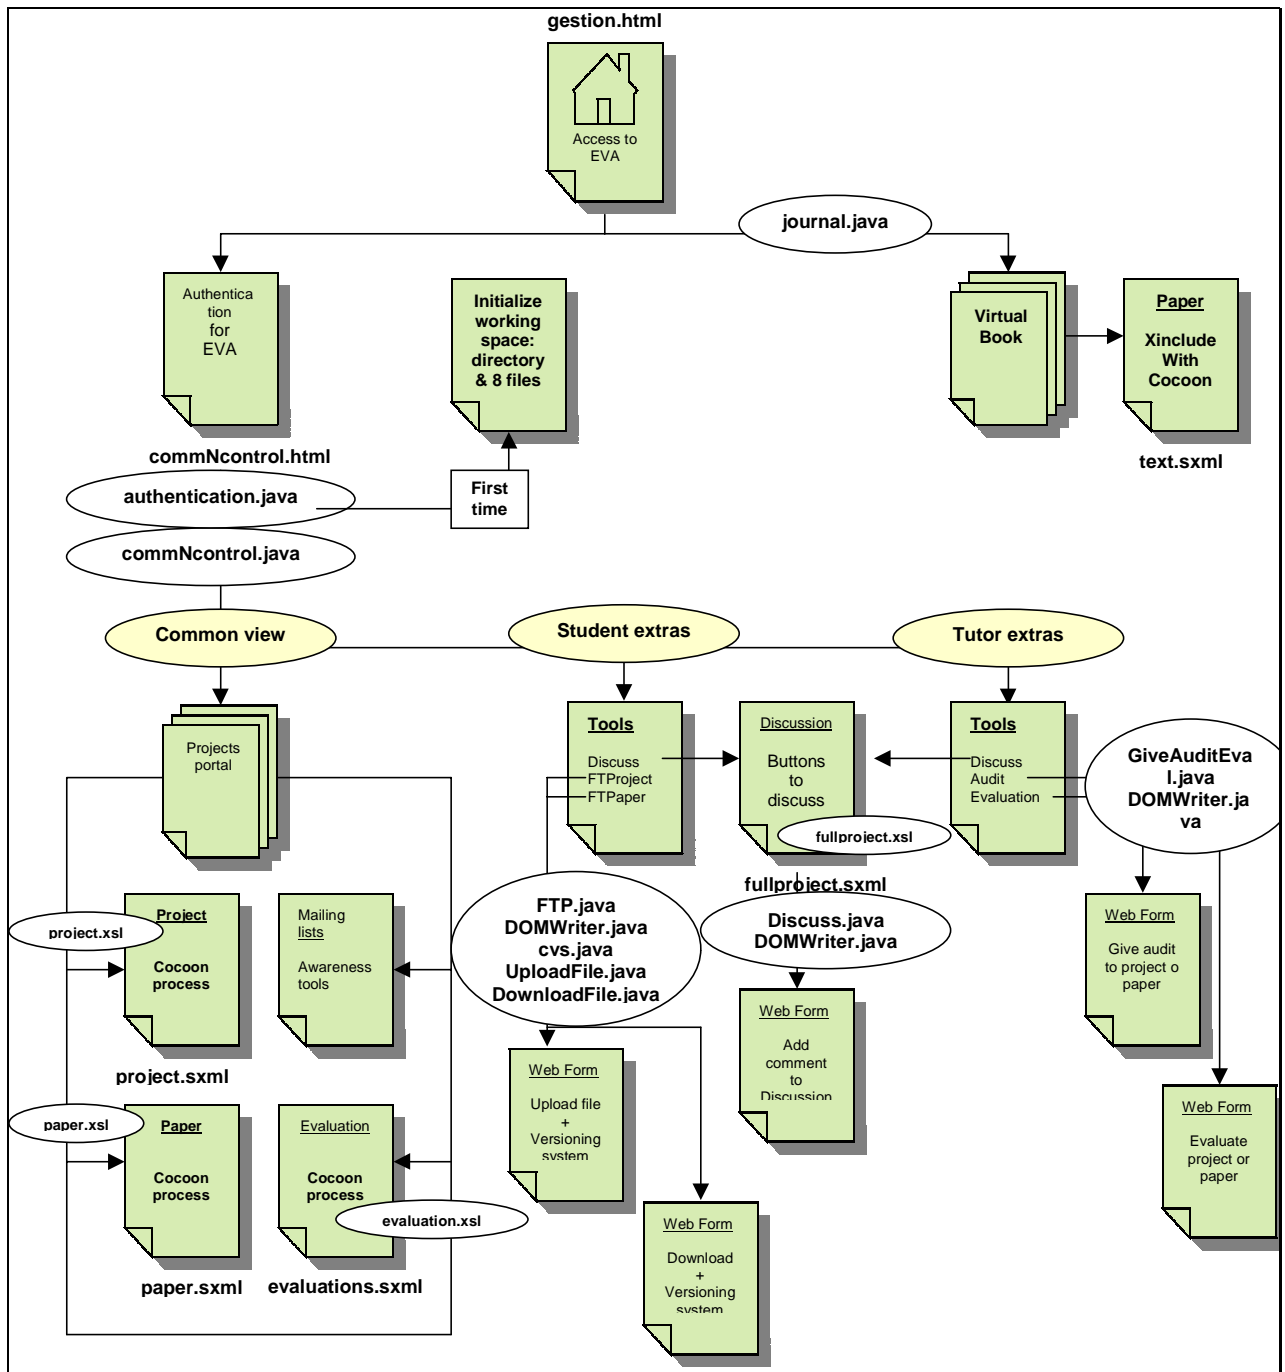 gestion.html
Access to
EVA
journal.java
Authentica
tion
for
EVA
Initialize
working
space:
directory
& 8 files
Virtual
Book
Paper
Xinclude
With
Cocoon
commNcontrol.html
text.sxml
authentication.java
First
time
commNcontrol.java
Common view
Student extras
Tutor extras
Projects
portal
Tools
Discuss
FTProject
FTPaper
Discussion
Buttons
to
discuss
fullproject.xsl
fullproject.sxml
Tools
Discuss
Audit
Evaluation
GiveAuditEva
l.java
DOMWriter.ja
va
project.xsl
Project
Cocoon
process
project.sxml
Mailing
lists
Awareness
tools
FTP.java
DOMWriter.java
cvs.java
UploadFile.java
DownloadFile.java
Discuss.java
DOMWriter.java
Web Form
Give audit
to project o
paper
Web Form
Add
comment
to
Discussion
Web Form
Upload file
+
Versioning
system
paper.xsl
Paper
Cocoon
process
paper.sxml
Evaluation
Cocoon
process
evaluation.xsl
evaluations.sxml
Web Form
Download
+
Versioning
system
Web Form
Evaluate
project or
paper